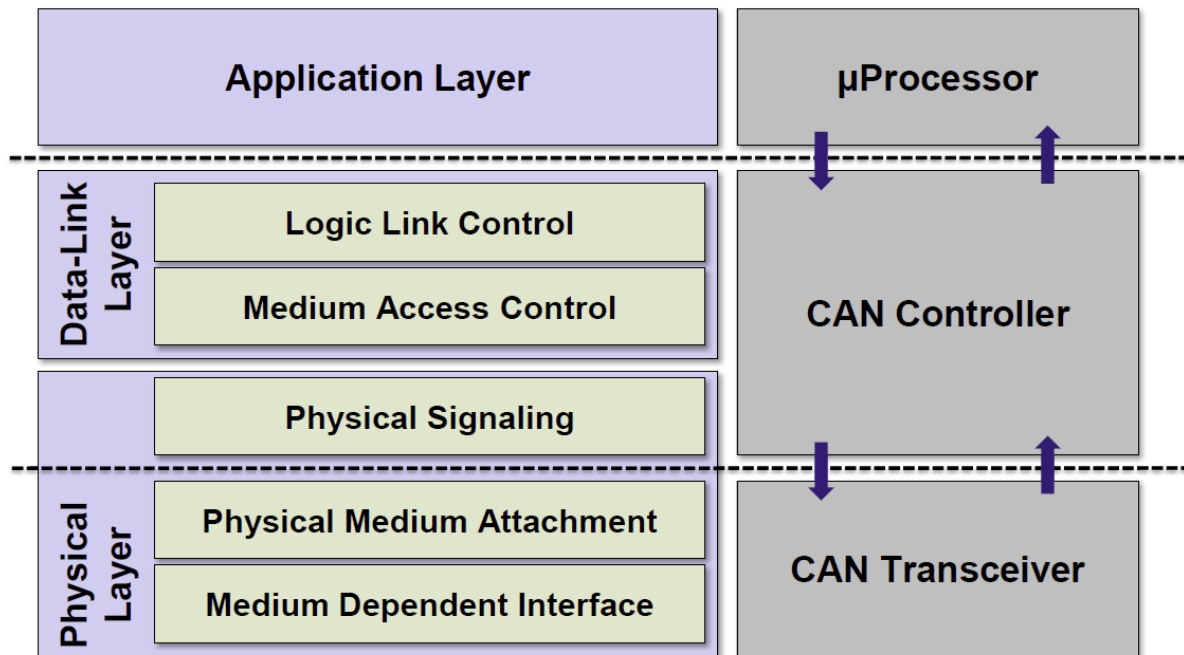 Application Layer
µProcessor
Data-Link
Layer
Logic Link Control
Medium Access Control
CAN Controller
Physical
Layer
Physical Signaling
Physical Medium Attachment
Medium Dependent Interface
CAN Transceiver